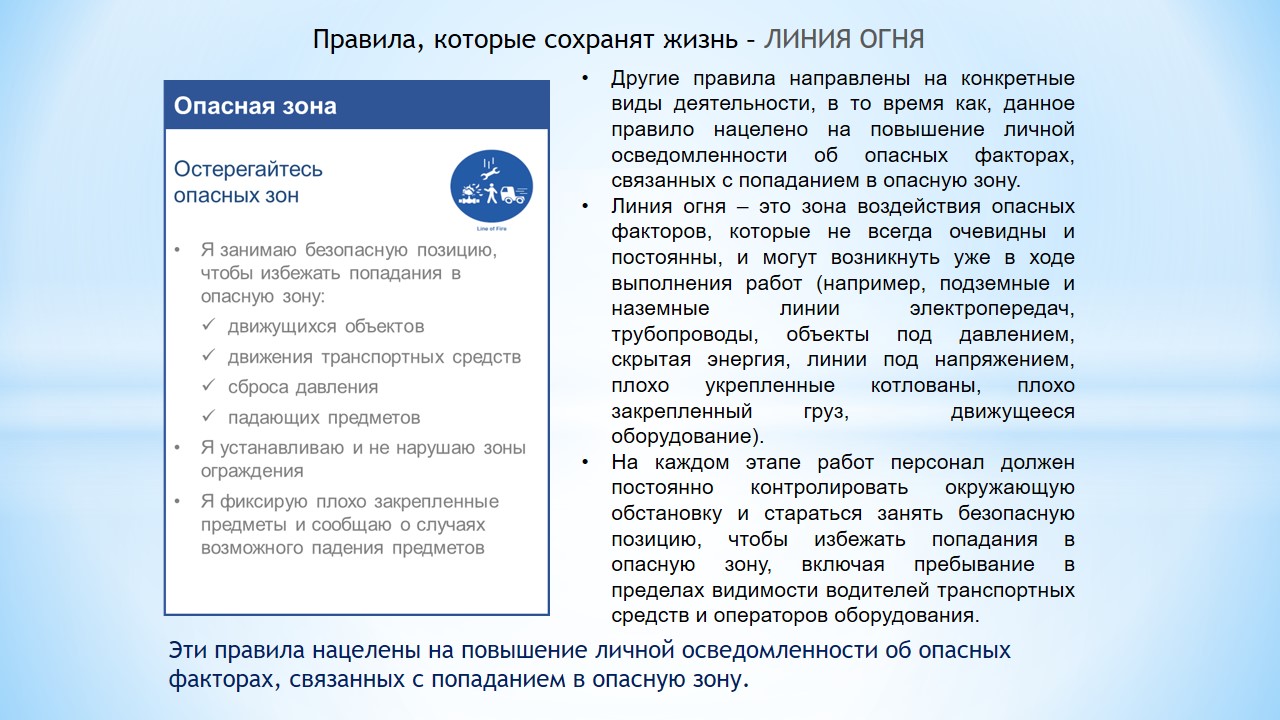 Правила, которые сохранят жизнь – ЛИНИЯ ОГНЯ
Опасная зона
Остерегайтесь
опасных зон
Line of Fire
• Я занимаю безопасную позицию,
чтобы избежать попадания в
опасную зону:
✓ движущихся объектов
✓ движения транспортных средств
✓ сброса давления
✓ падающих предметов
• Я устанавливаю и не нарушаю зоны
ограждения
• Я фиксирую плохо закрепленные
предметы и сообщаю о случаях
возможного падения предметов
• Другие правила направлены на конкретные
виды деятельности, в то время как, данное
правило нацелено на повышение личной
осведомленности об опасных факторах,
связанных с попаданием в опасную зону.
• Линия огня – это зона воздействия опасных
факторов, которые не всегда очевидны и
постоянны, и могут возникнуть уже в ходе
выполнения работ (например, подземные и
наземные линии электропередач,
трубопроводы, объекты под давлением,
скрытая энергия, линии под напряжением,
плохо укрепленные котлованы, плохо
закрепленный груз, движущееся
оборудование).
• На каждом этапе работ персонал должен
постоянно контролировать окружающую
обстановку и стараться занять безопасную
позицию, чтобы избежать попадания в
опасную зону, включая пребывание в
пределах видимости водителей транспортных
средств и операторов оборудования.
Эти правила нацелены на повышение личной осведомленности об опасных
факторах, связанных с попаданием в опасную зону.